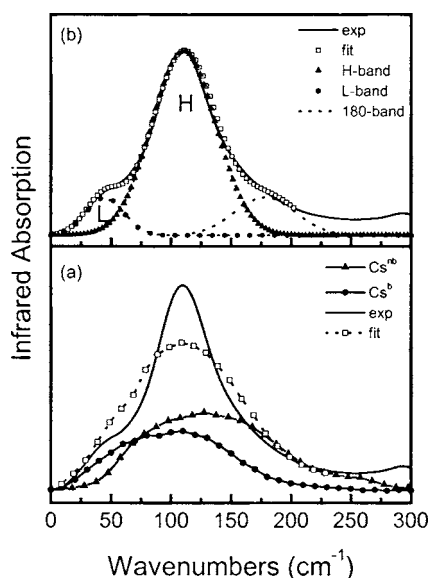 (b)
exp
fit
H-band
L-band
180-band
H
L
(a)
Cs^nb
Cs^b
exp
fit
Infrared Absorption
0 50 100 150 200 250 300
Wavenumbers (cm^-1)